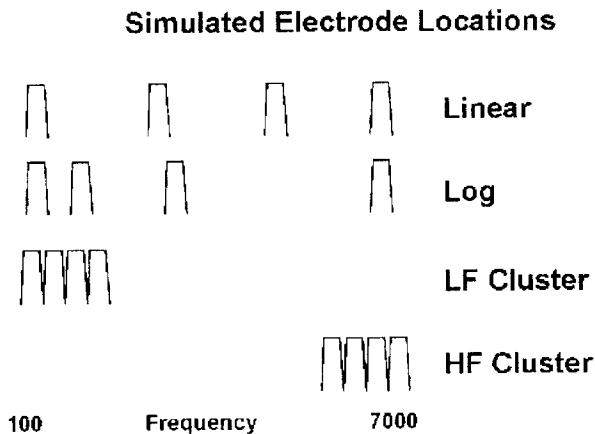 Simulated Electrode Locations
Linear
Log
LF Cluster
HF Cluster
100 Frequency 7000